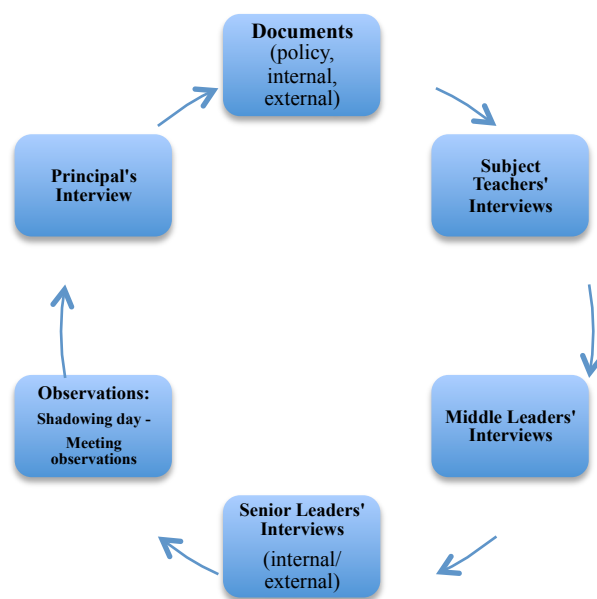 Documents
(policy,
internal,
external)
Subject
Teachers'
Interviews
Middle Leaders'
Interviews
Senior Leaders'
Interviews
(internal/
external)
Observations:
Shadowing day -
Meeting
observations
Principal's
Interview